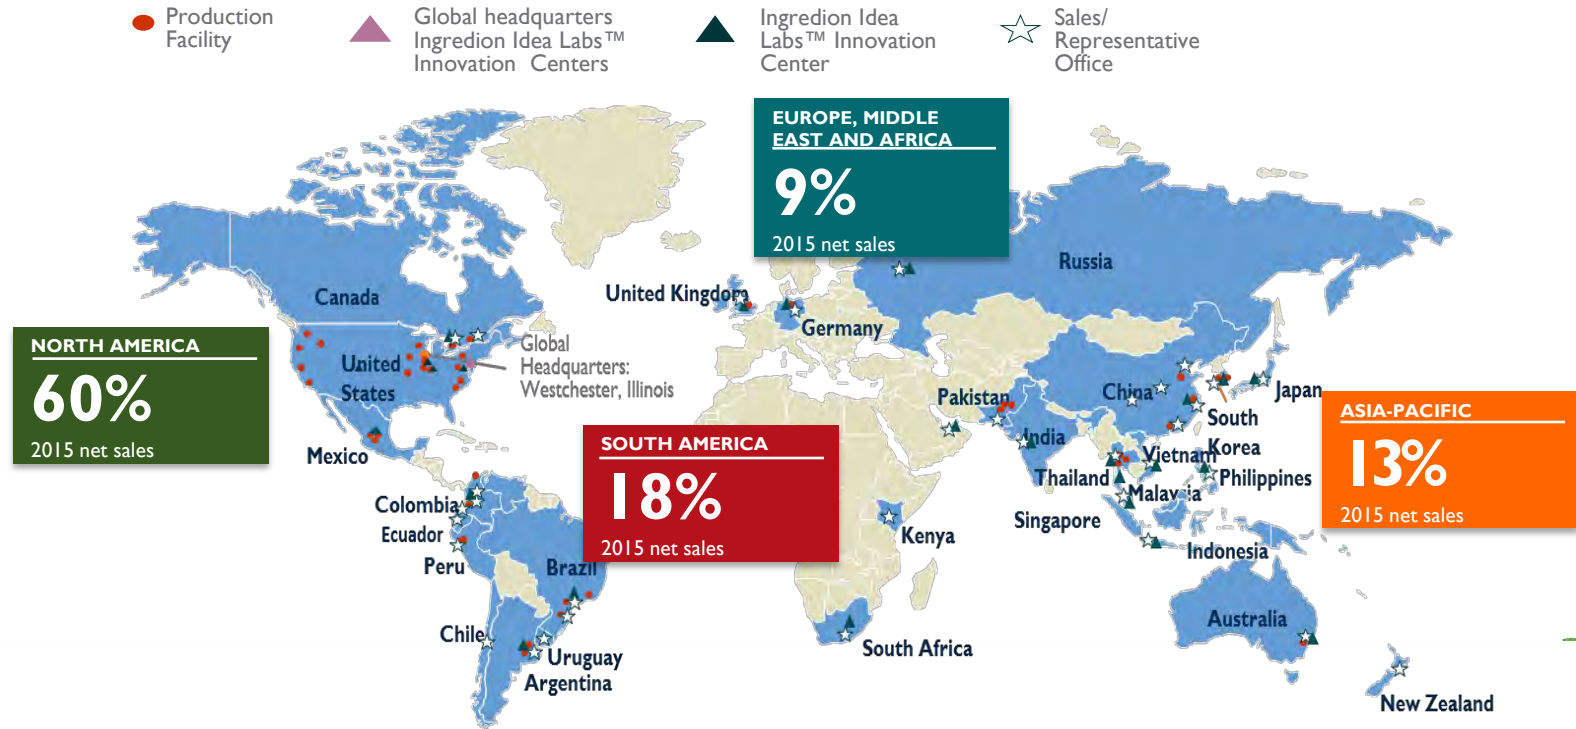 Production
Facility
Global headquarters
Ingredion Idea Labs™
Innovation Centers
Ingredion Idea
Labs™ Innovation
Center
Sales/
Representative
Office
EUROPE, MIDDLE
EAST AND AFRICA
9%
2015 net sales
Russia
Canada
United Kingdom
Germany
NORTH AMERICA
60%
2015 net sales
United
States
Global
Headquarters:
Westchester, Illinois
Mexico
Pakistan
China
Japan
South
Korea
India
Vietnam
Thailand
Philippines
Malaysia
Singapore
Indonesia
ASIA-PACIFIC
13%
2015 net sales
SOUTH AMERICA
18%
2015 net sales
Colombia
Ecuador
Peru
Brazil
Kenya
Chile
Uruguay
Argentina
South Africa
Australia
New Zealand